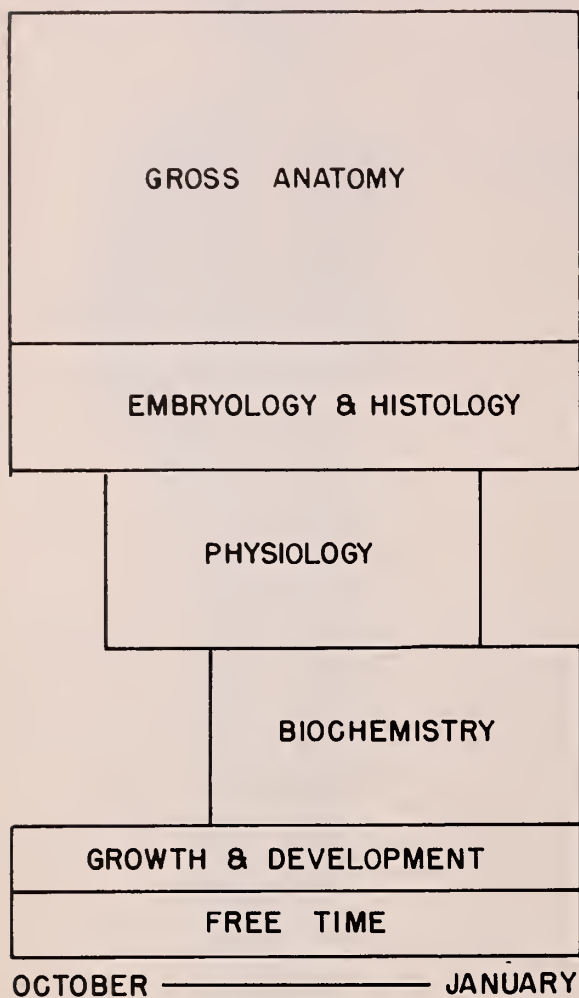 GROSS ANATOMY
EMBRYOLOGY & HISTOLOGY
PHYSIOLOGY
BIOCHEMISTRY
GROWTH & DEVELOPMENT
FREE TIME
OCTOBER — JANUARY